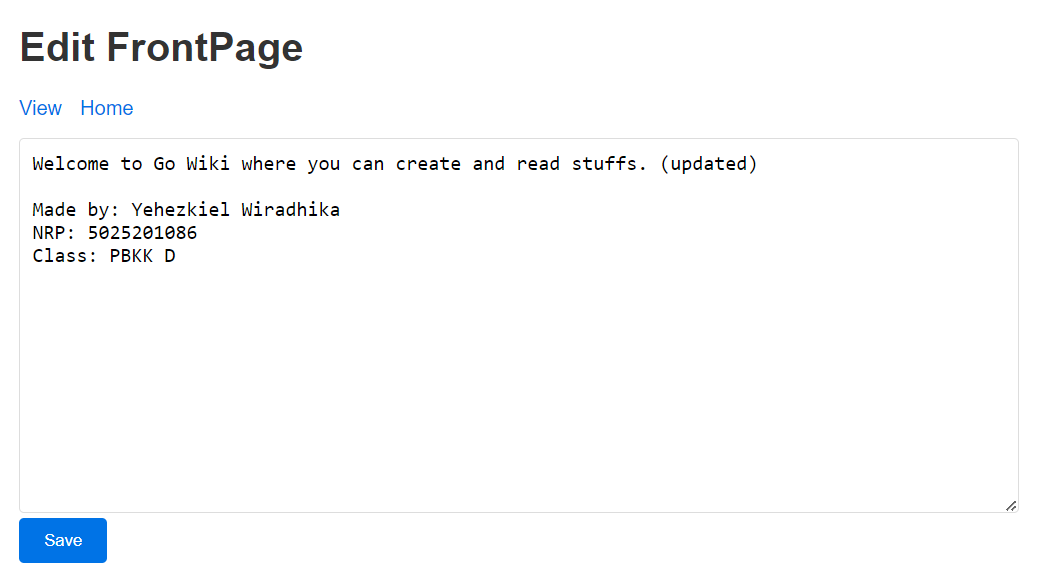 Edit FrontPage
View Home
Welcome to Go Wiki where you can create and read stuffs. (updated)
Made by: Yehezkiel Wiradhika
NRP: 5025201086
Class: PBKK D
Save